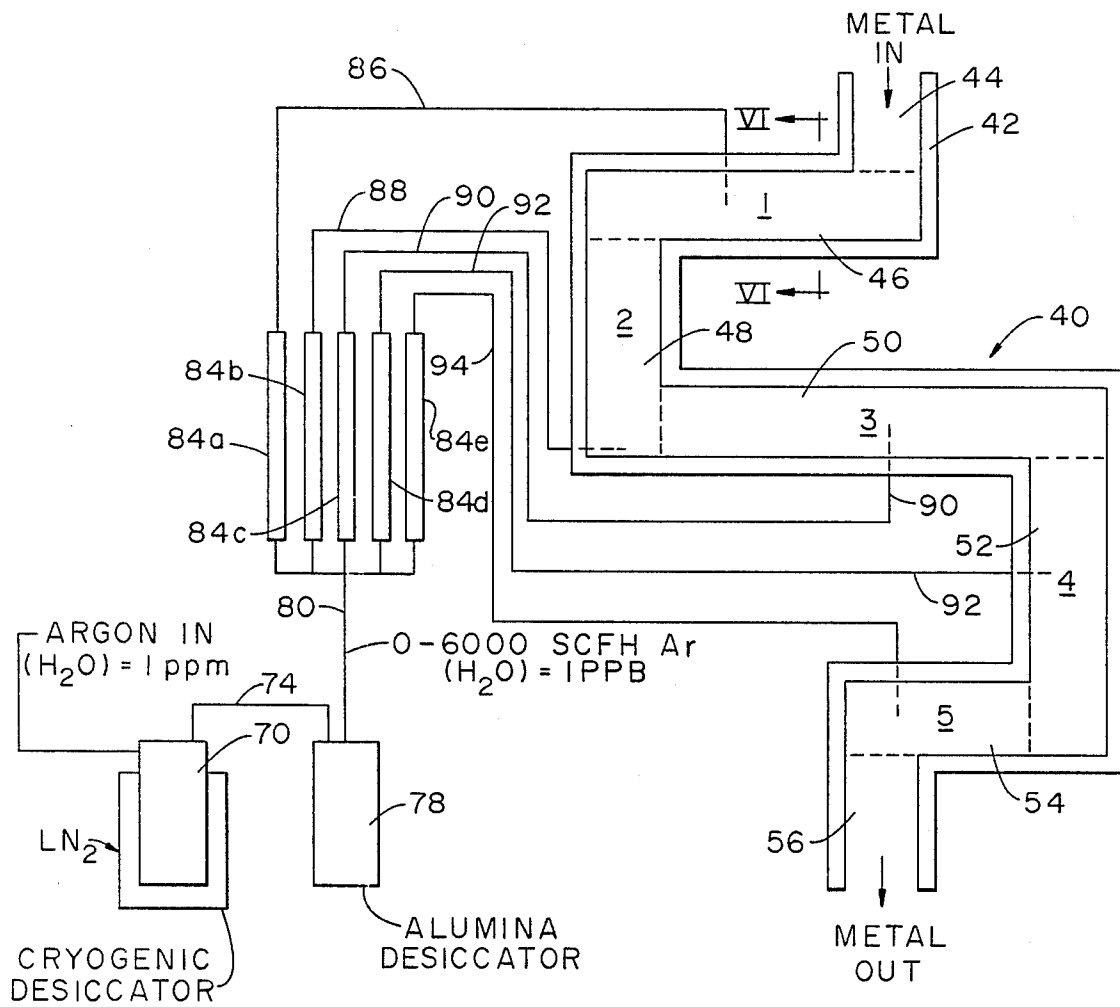 METAL
IN
86
44
VI
42
88
90
92
1
46
VI
2
48
40
50
94
84b
3
84a
84e
84d
90
84c
52
4
92
80
ARGON IN
(H2O) = 1 ppm
0-6000 SCFH Ar
(H2O) = 1PPB
74
5
70
78
54
LN2
56
ALUMINA
DESICCATOR
METAL
OUT
CRYOGENIC
DESICCATOR